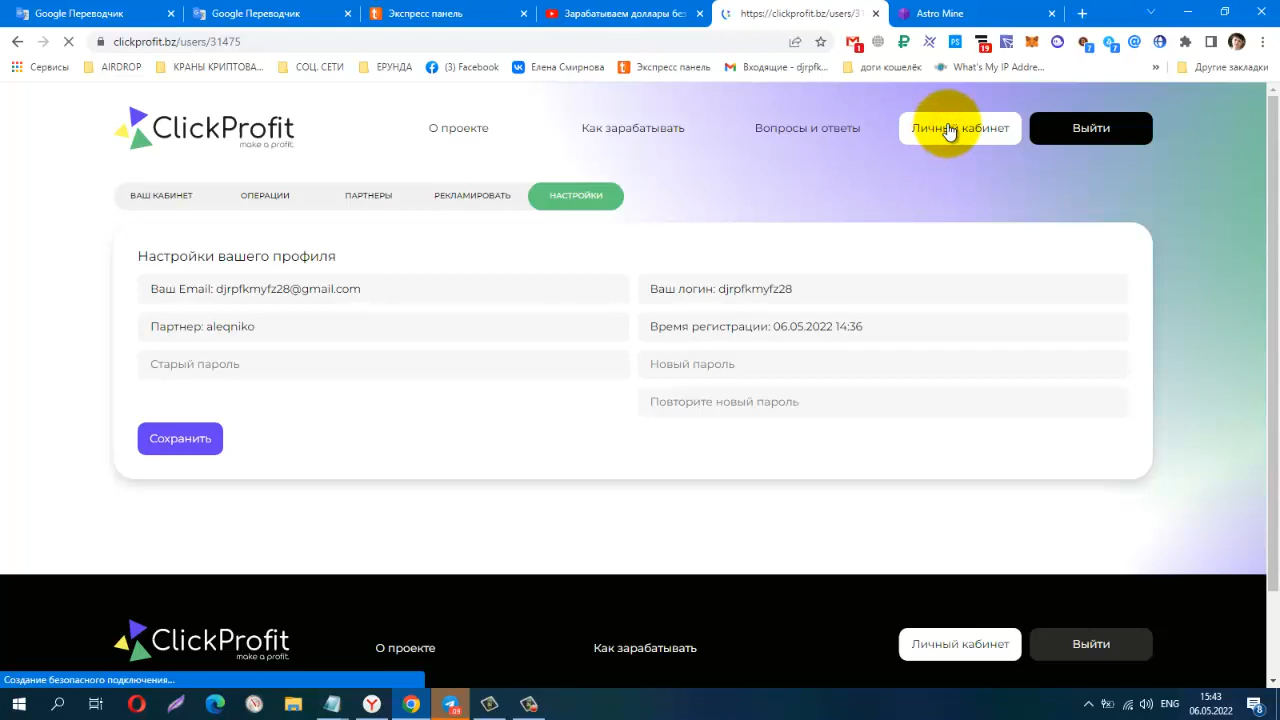 Google Переводчик
Google Переводчик
Экспресс панель
Зарабатываем доллары без
https://clickprofit.bz/users/31
Astro Mine
clickprofit.bz/users/31475
Сервисы
AIRDROP
КРАНЫ КРИПТОВА...
СОЦ. СЕТИ
ЕРУНДА
(3) Facebook
Елена Смирнова
Экспресс панель
Входящие - djrpfk...
доги кошелёк
What's My IP Addre...
»
Другие закладки
ClickProfit
make a profit.
О проекте
Как зарабатывать
Вопросы и ответы
Личный кабинет
Выйти
ВАШ КАБИНЕТ
ОПЕРАЦИИ
ПАРТНЕРЫ
РЕКЛАМИРОВАТЬ
НАСТРОЙКИ
Настройки вашего профиля
Ваш Email: djrpfkmyfz28@gmail.com
Ваш логин: djrpfkmyfz28
Партнер: aleqniko
Время регистрации: 06.05.2022 14:36
Старый пароль
Новый пароль
Повторите новый пароль
Сохранить
ClickProfit
make a profit.
О проекте
Как зарабатывать
Личный кабинет
Выйти
Создание безопасного подключения...
ENG
15:43
06.05.2022